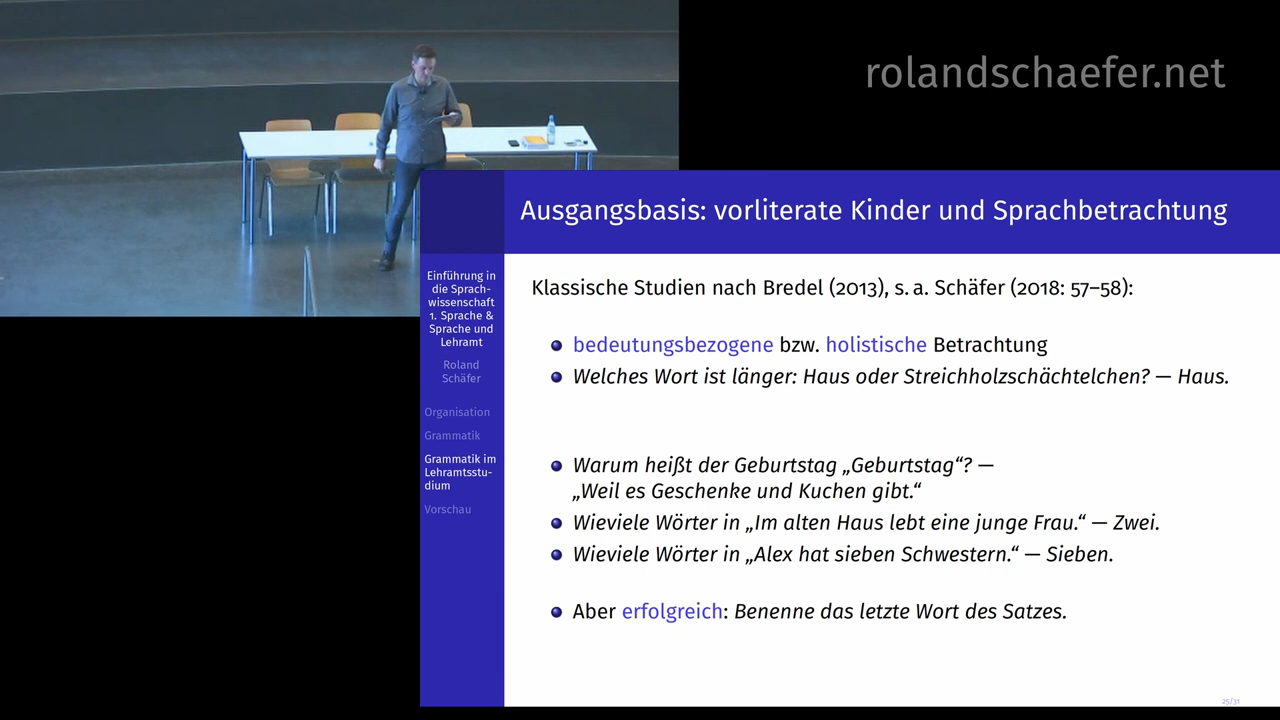 rolandschaefer.net
Ausgangsbasis: vorliterate Kinder und Sprachbetrachtung
Einführung in
die Sprach-
wissenschaft
1. Sprache &
Sprache und
Lehramt
Roland
Schäfer
Organisation
Grammatik
Grammatik im
Lehramtsstu-
dium
Vorschau
Klassische Studien nach Bredel (2013), s. a. Schäfer (2018: 57–58):
bedeutungsbezogene bzw. holistische Betrachtung
Welches Wort ist länger: Haus oder Streichholzschächtelchen? — Haus.
Warum heißt der Geburtstag „Geburtstag“? —
„Weil es Geschenke und Kuchen gibt.“
Wieviele Wörter in „Im alten Haus lebt eine junge Frau.“ — Zwei.
Wieviele Wörter in „Alex hat sieben Schwestern.“ — Sieben.
Aber erfolgreich: Benenne das letzte Wort des Satzes.
25/31